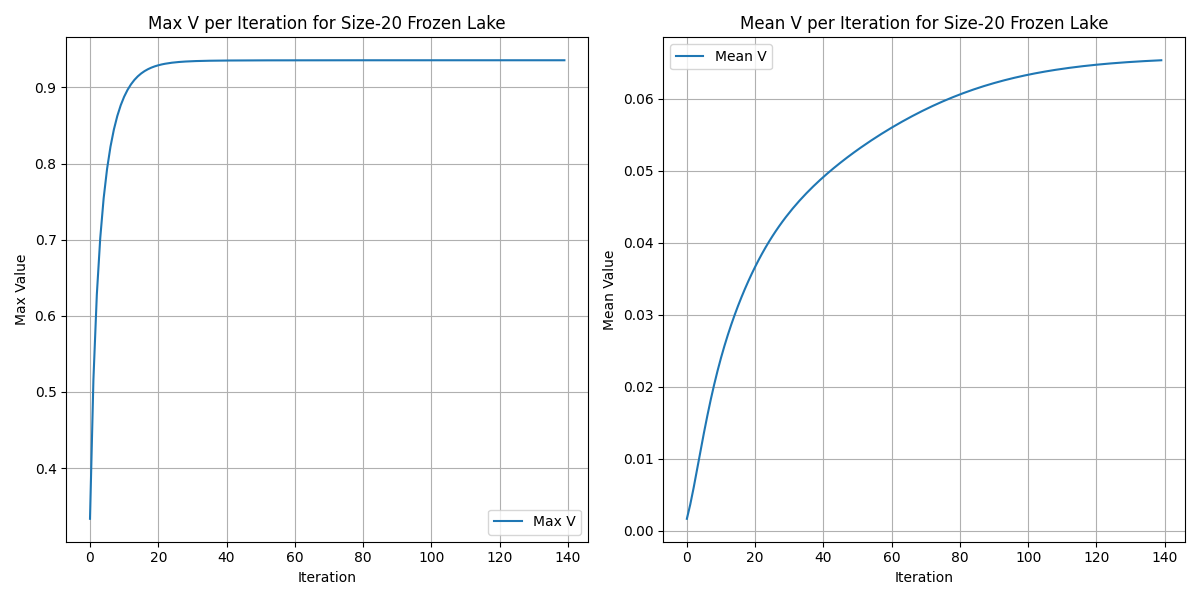 Max V per Iteration for Size-20 Frozen Lake
Max Value
0.9
0.8
0.7
0.6
0.5
0.4
Max V
0 20 40 60 80 100 120 140
Iteration
Mean V per Iteration for Size-20 Frozen Lake
Mean V
Mean Value
0.06
0.05
0.04
0.03
0.02
0.01
0.00
0 20 40 60 80 100 120 140
Iteration